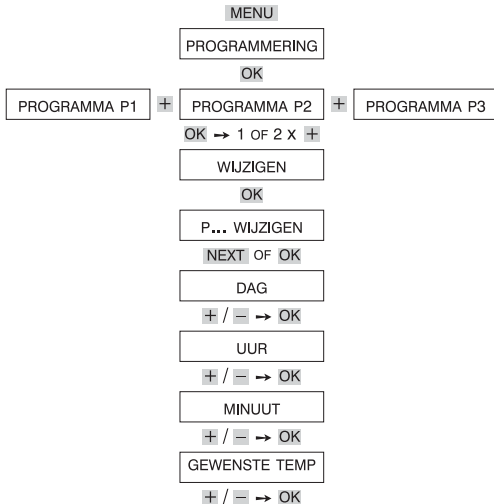 MENU
PROGRAMMERING
OK
PROGRAMMA P1 + PROGRAMMA P2 + PROGRAMMA P3
OK → 1 OF 2 X +
WIJZIGEN
OK
P... WIJZIGEN
NEXT OF OK
DAG
+ / − → OK
UUR
+ / − → OK
MINUUT
+ / − → OK
GEWENSTE TEMP
+ / − → OK